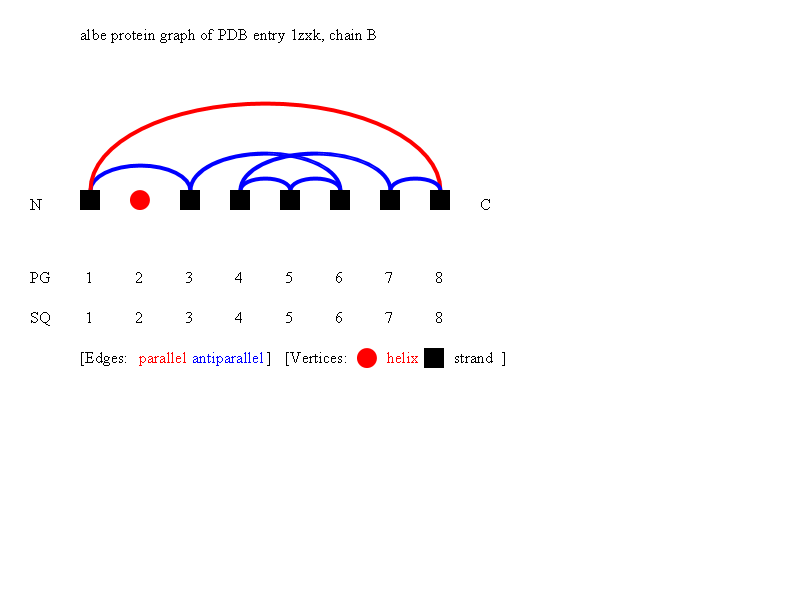 albe protein graph of PDB entry 1zxk, chain B
N C
PG 1 2 3 4 5 6 7 8
SQ 1 2 3 4 5 6 7 8
[Edges: parallel antiparallel] [Vertices: helix strand ]